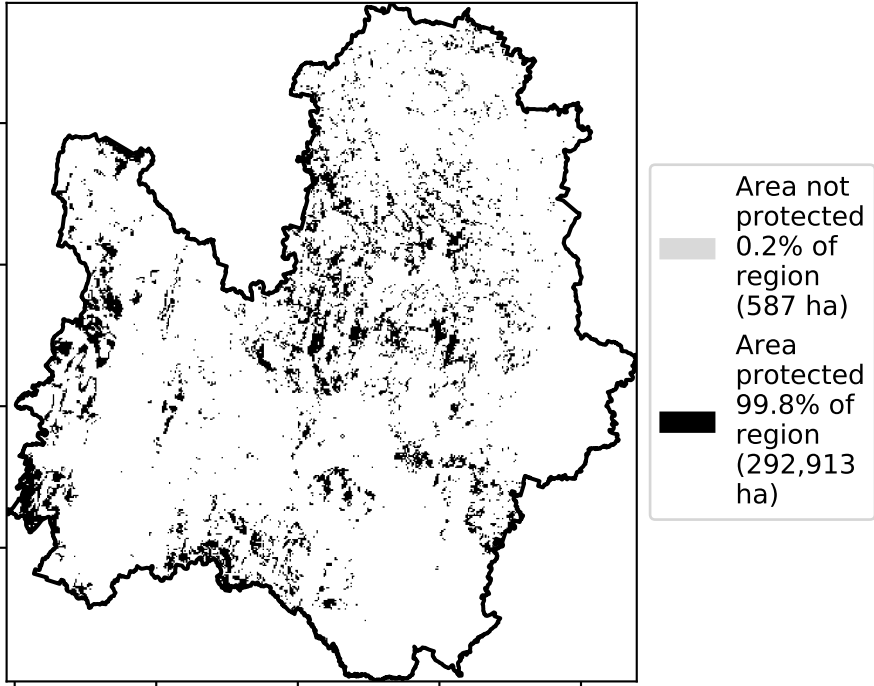 Area not
protected
0.2% of
region
(587 ha)
Area
protected
99.8% of
region
(292,913
ha)